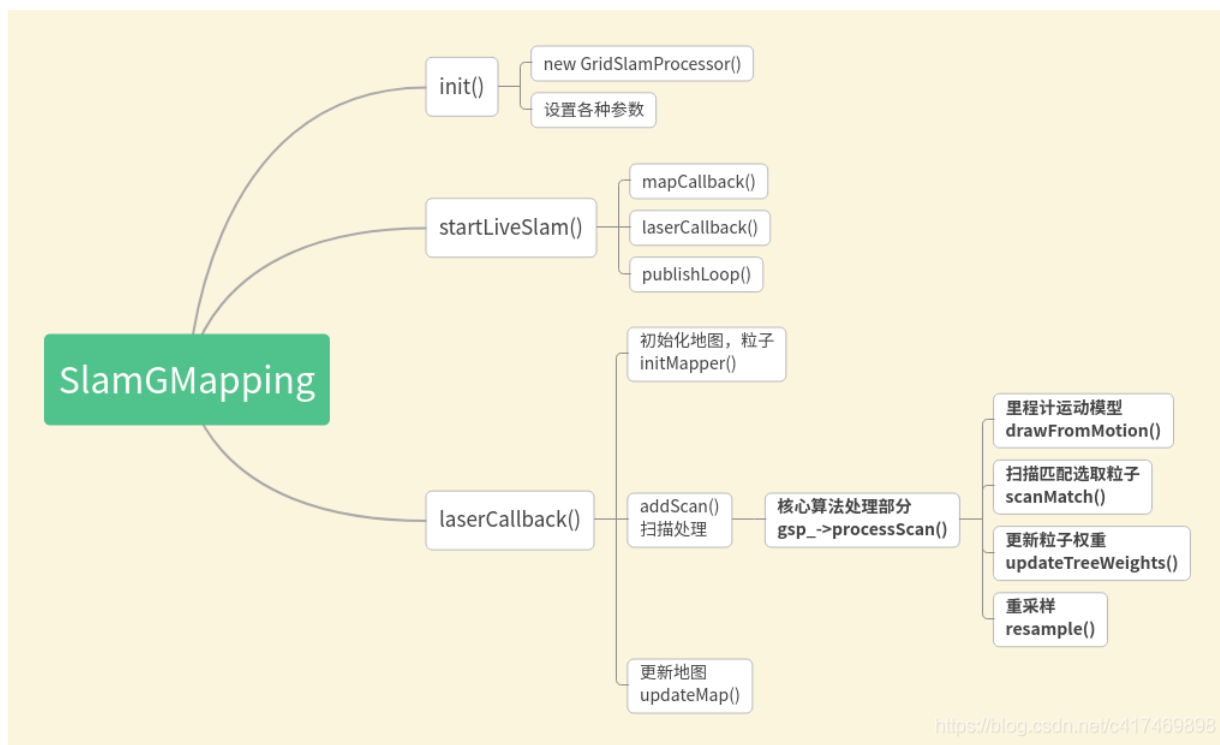 SlamGMapping
init()
new GridSlamProcessor()
设置各种参数
startLiveSlam()
mapCallback()
laserCallback()
publishLoop()
laserCallback()
初始化地图，粒子
initMapper()
addScan()
扫描处理
核心算法处理部分
gsp_->processScan()
里程计运动模型
drawFromMotion()
扫描匹配选取粒子
scanMatch()
更新粒子权重
updateTreeWeights()
重采样
resample()
更新地图
updateMap()
https://blog.csdn.net/c417469898